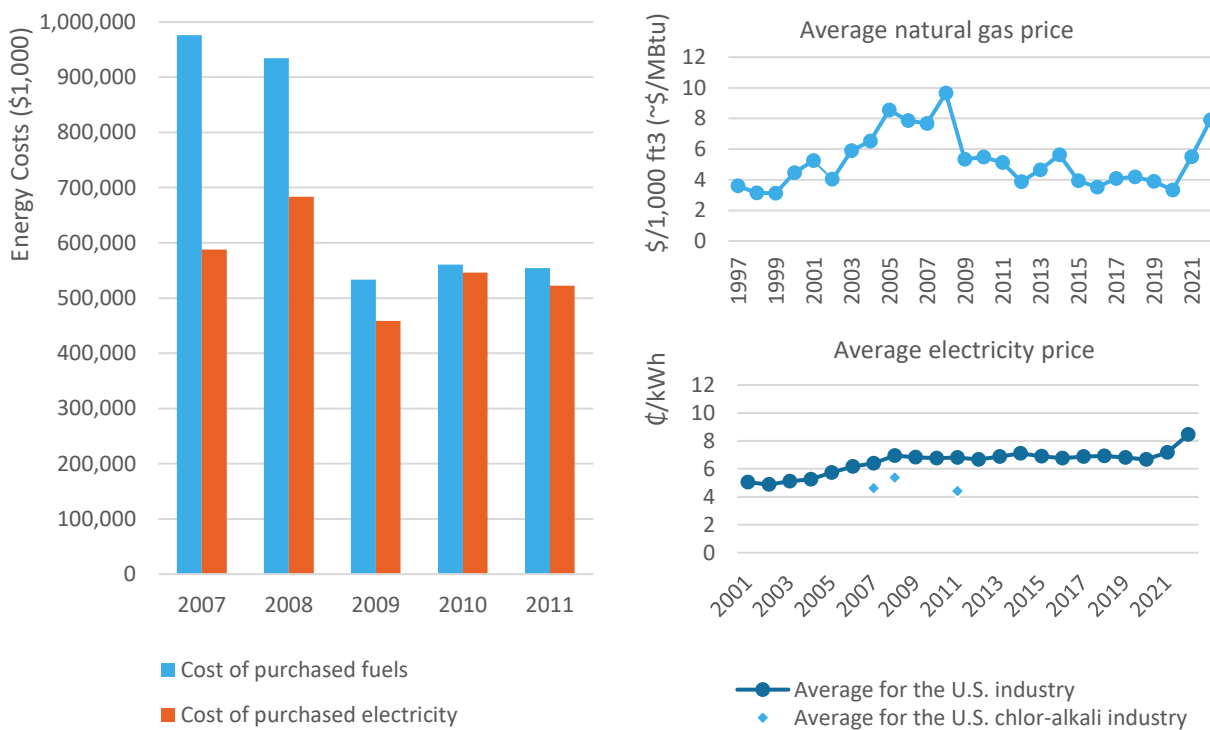 Energy Costs ($1,000)
1,000,000
900,000
800,000
700,000
600,000
500,000
400,000
300,000
200,000
100,000
0
2007 2008 2009 2010 2011
Cost of purchased fuels
Cost of purchased electricity
Average natural gas price
$/1,000 ft3 (~$/MBtu)
12
10
8
6
4
2
0
1997 1999 2001 2003 2005 2007 2009 2011 2013 2015 2017 2019 2021
Average electricity price
₵/kWh
12
10
8
6
4
2
0
2001 2003 2005 2007 2009 2011 2013 2015 2017 2019 2021
Average for the U.S. industry
Average for the U.S. chlor-alkali industry